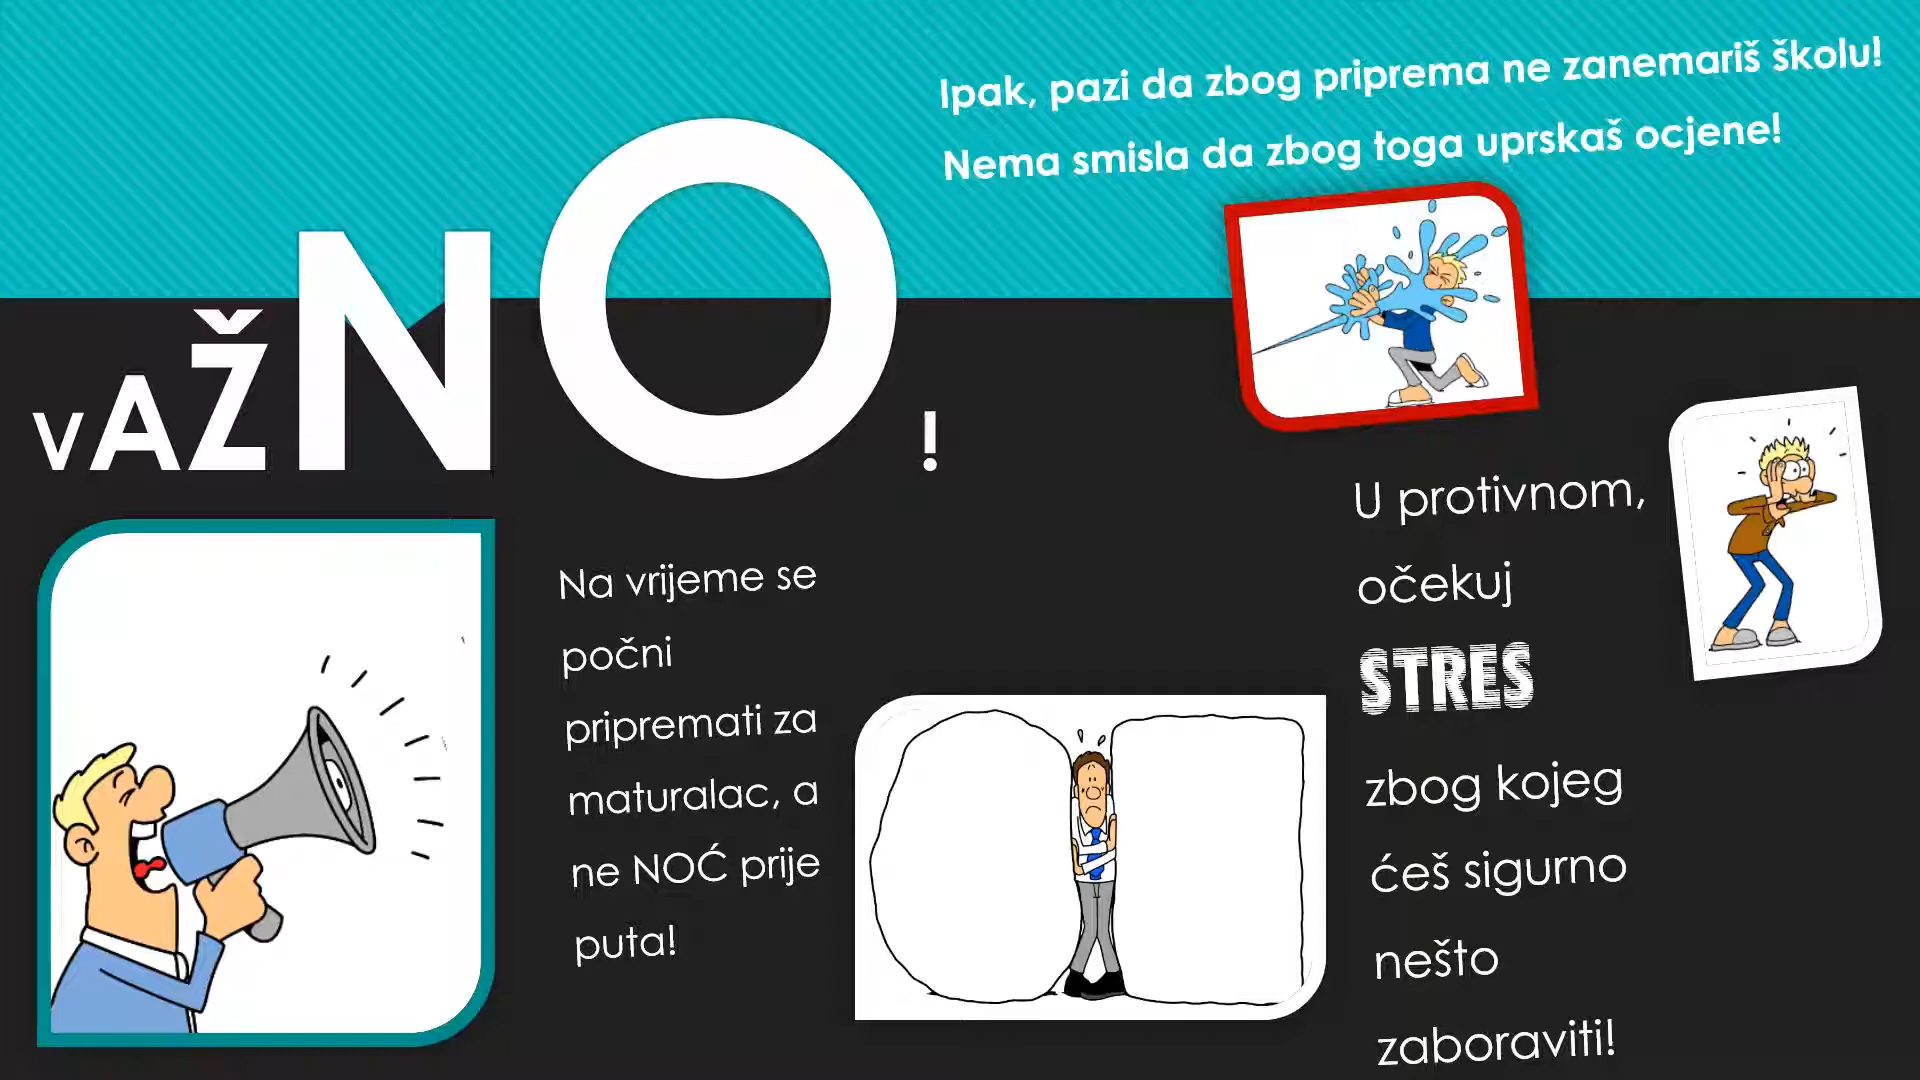 VAŽNO!
Ipak, pazi da zbog priprema ne zanemariš školu!
Nema smisla da zbog toga uprskaš ocjene!
Na vrijeme se
počni
pripremati za
maturalac, a
ne NOĆ prije
puta!
U protivnom,
očekuj
STRES
zbog kojeg
ćeš sigurno
nešto
zaboraviti!